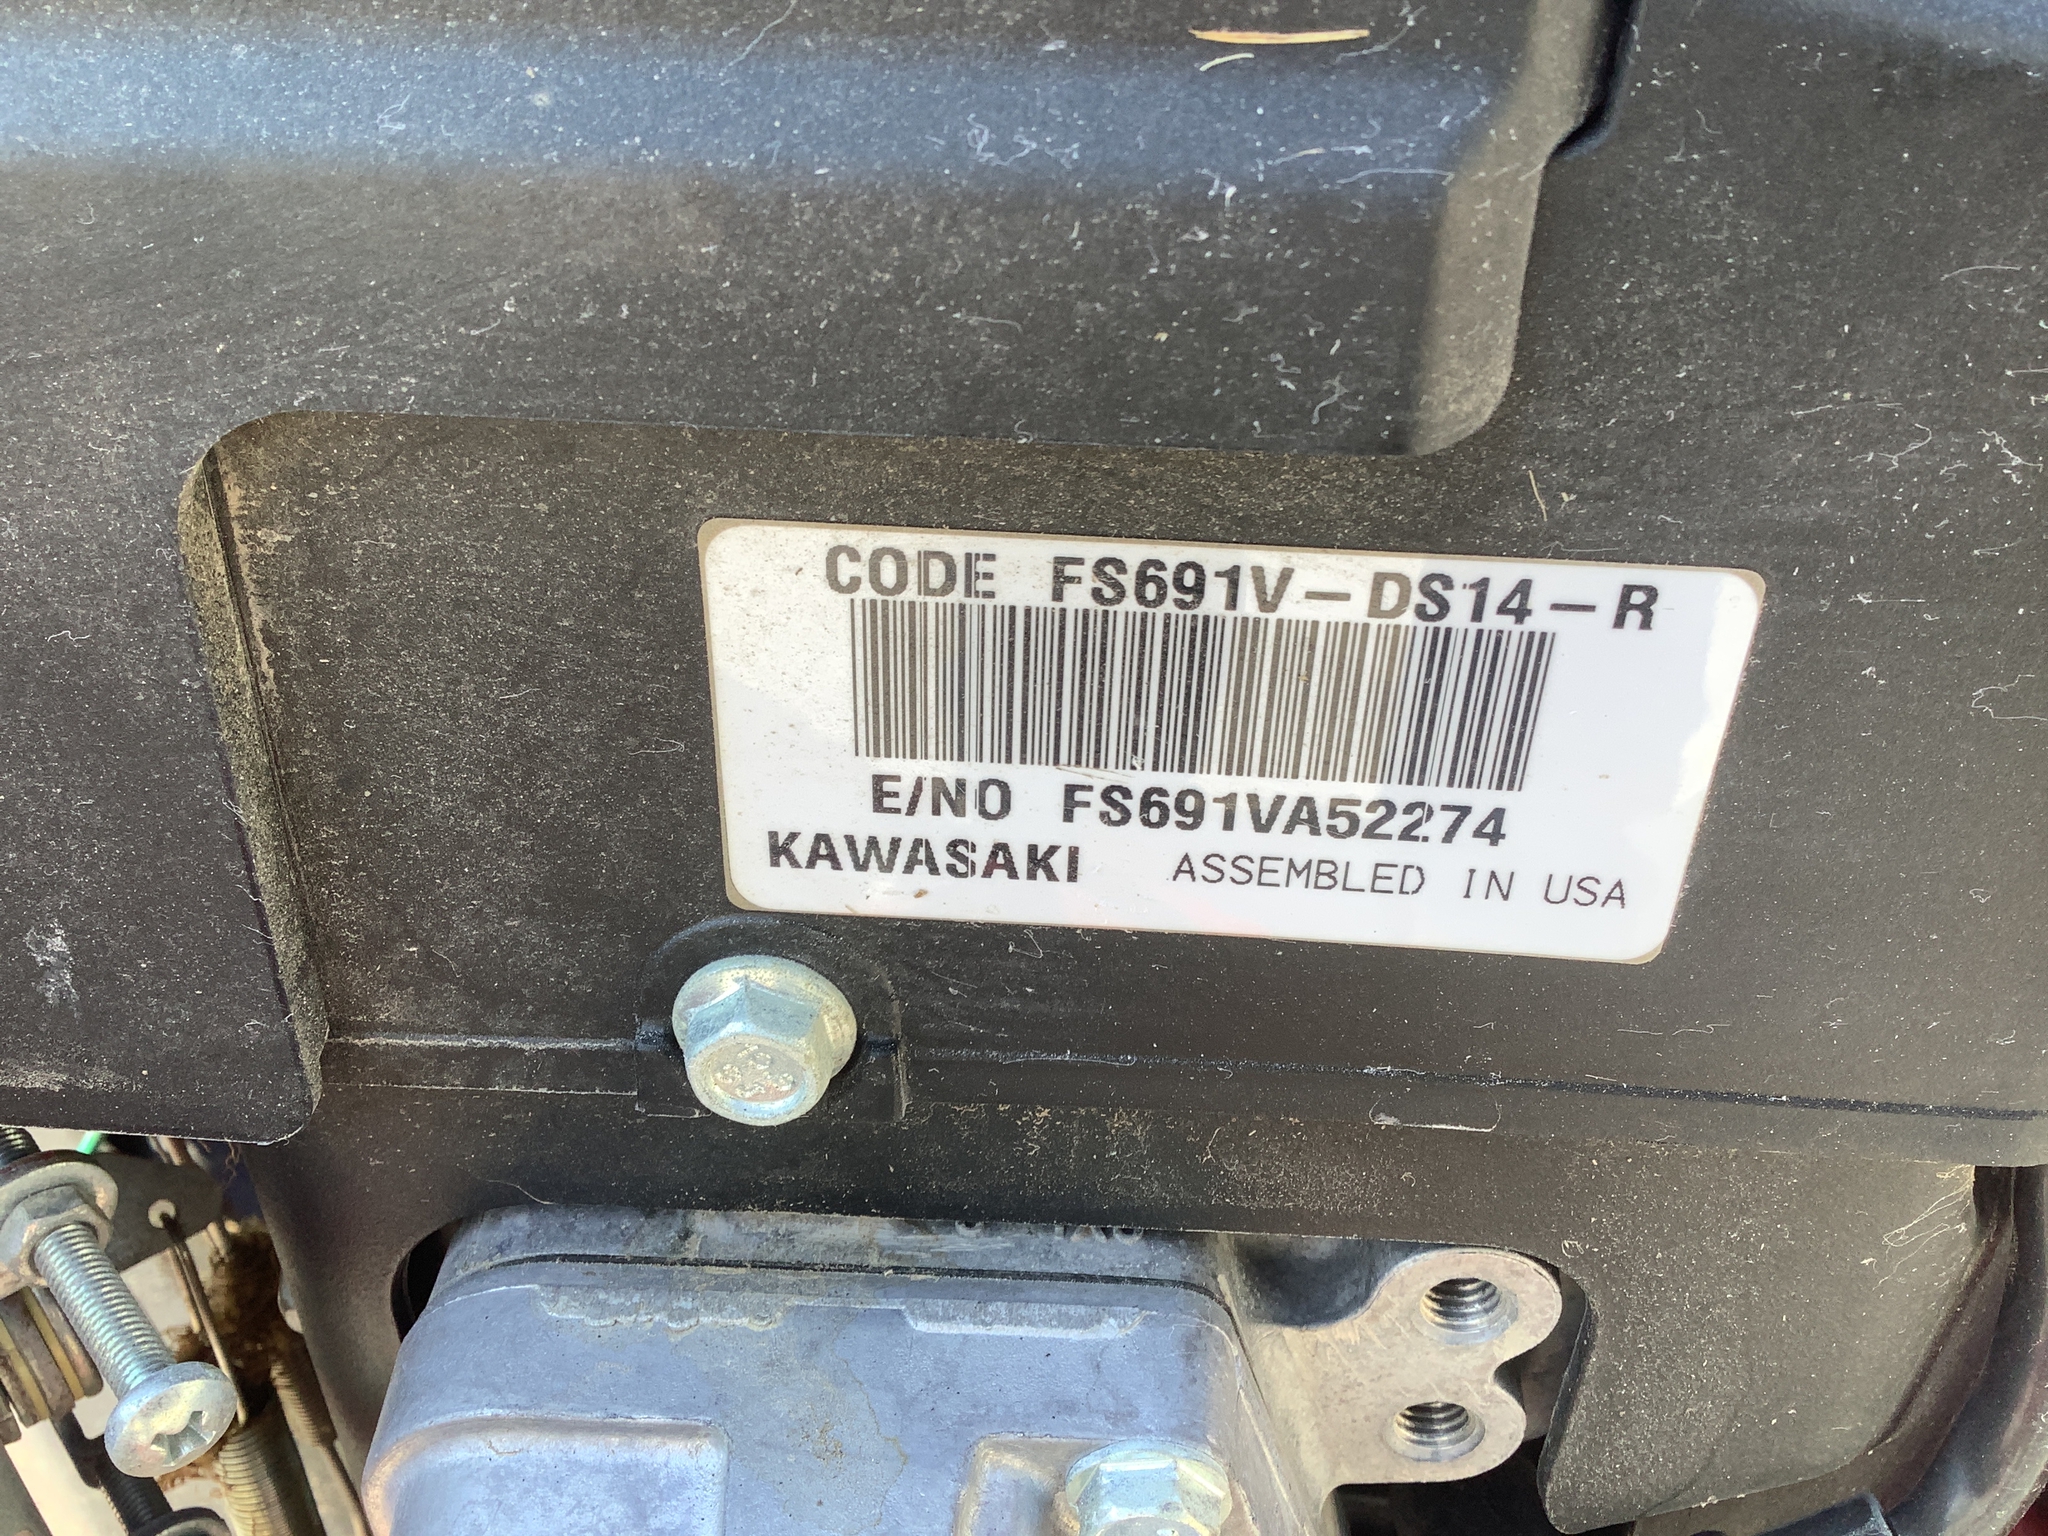 CODE FS691V-DS14-R
E/NO FS691VA52274
KAWASAKI ASSEMBLED IN USA